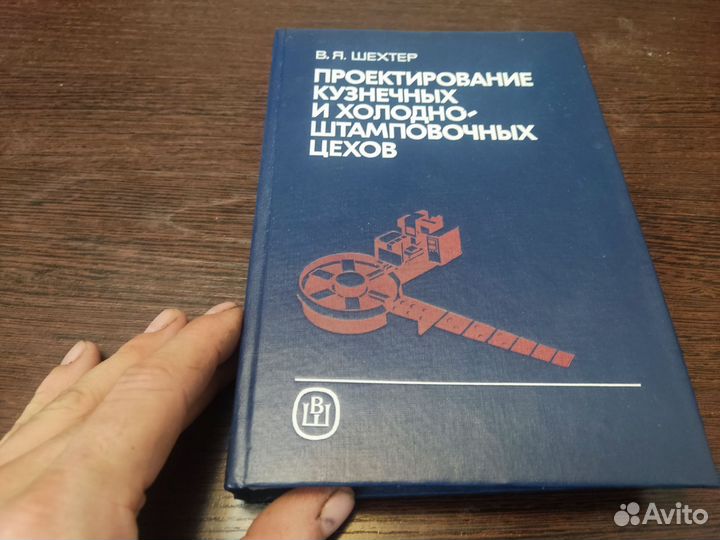 В. Я. ШЕХТЕР
ПРОЕКТИРОВАНИЕ
КУЗНЕЧНЫХ
И ХОЛОДНО-
ШТАМПОВОЧНЫХ
ЦЕХОВ
ВШ
Avito